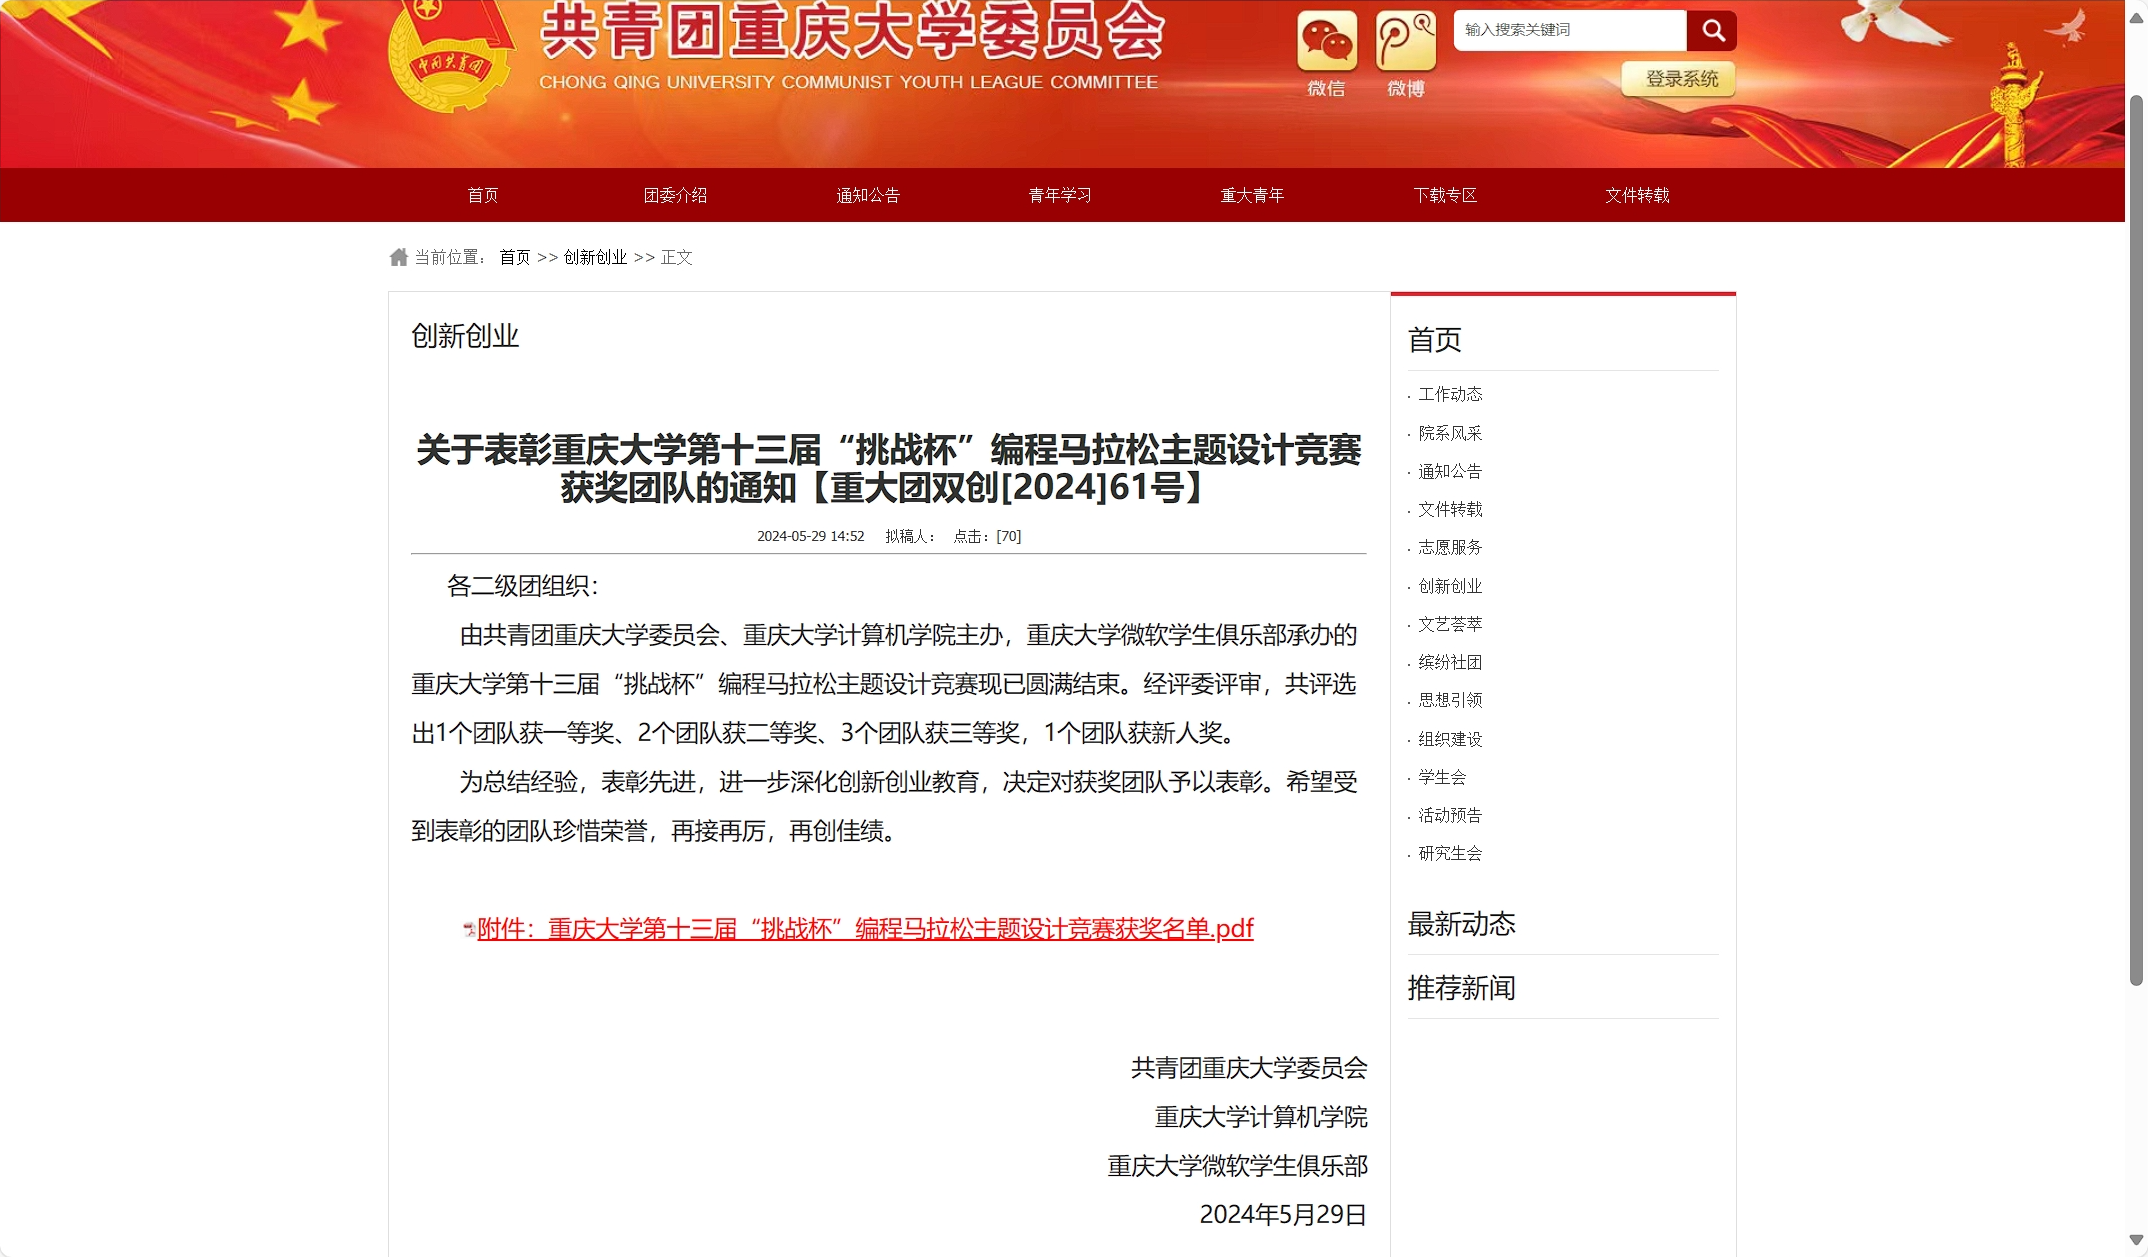 共青团重庆大学委员会
CHONG QING UNIVERSITY COMMUNIST YOUTH LEAGUE COMMITTEE
中国共青团
微信
微博
输入搜索关键词
登录系统
首页
团委介绍
通知公告
青年学习
重大青年
下载专区
文件转载
当前位置： 首页 >> 创新创业 >> 正文
创新创业
关于表彰重庆大学第十三届“挑战杯”编程马拉松主题设计竞赛
获奖团队的通知【重大团双创[2024]61号】
2024-05-29 14:52 拟稿人： 点击：[70]
各二级团组织：
由共青团重庆大学委员会、重庆大学计算机学院主办，重庆大学微软学生俱乐部承办的
重庆大学第十三届“挑战杯”编程马拉松主题设计竞赛现已圆满结束。经评委评审，共评选
出1个团队获一等奖、2个团队获二等奖、3个团队获三等奖，1个团队获新人奖。
为总结经验，表彰先进，进一步深化创新创业教育，决定对获奖团队予以表彰。希望受
到表彰的团队珍惜荣誉，再接再厉，再创佳绩。
附件：重庆大学第十三届“挑战杯”编程马拉松主题设计竞赛获奖名单.pdf
共青团重庆大学委员会
重庆大学计算机学院
重庆大学微软学生俱乐部
2024年5月29日
首页
· 工作动态
· 院系风采
· 通知公告
· 文件转载
· 志愿服务
· 创新创业
· 文艺荟萃
· 缤纷社团
· 思想引领
· 组织建设
· 学生会
· 活动预告
· 研究生会
最新动态
推荐新闻